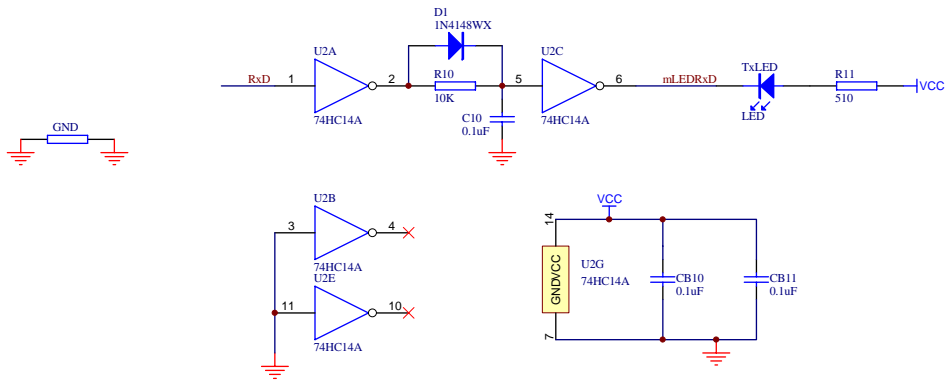 D1
1N4148WX
U2A
RxD
1
2
74HC14A
R10
10K
C10
0.1uF
U2C
5
6
74HC14A
mLEDRxD
TxLED
LED
R11
510
VCC
GND
U2B
3
4
74HC14A
U2E
11
10
74HC14A
VCC
14
GNDVCC
7
U2G
74HC14A
CB10
0.1uF
CB11
0.1uF